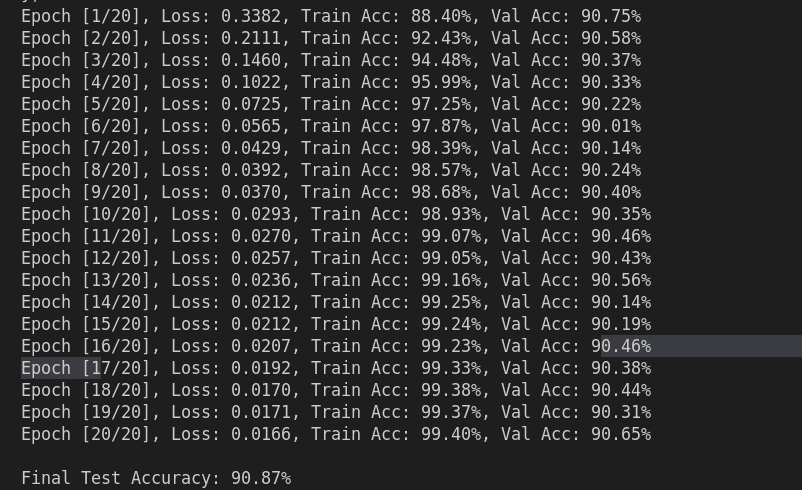 Epoch [1/20], Loss: 0.3382, Train Acc: 88.40%, Val Acc: 90.75%
Epoch [2/20], Loss: 0.2111, Train Acc: 92.43%, Val Acc: 90.58%
Epoch [3/20], Loss: 0.1460, Train Acc: 94.48%, Val Acc: 90.37%
Epoch [4/20], Loss: 0.1022, Train Acc: 95.99%, Val Acc: 90.33%
Epoch [5/20], Loss: 0.0725, Train Acc: 97.25%, Val Acc: 90.22%
Epoch [6/20], Loss: 0.0565, Train Acc: 97.87%, Val Acc: 90.01%
Epoch [7/20], Loss: 0.0429, Train Acc: 98.39%, Val Acc: 90.14%
Epoch [8/20], Loss: 0.0392, Train Acc: 98.57%, Val Acc: 90.24%
Epoch [9/20], Loss: 0.0370, Train Acc: 98.68%, Val Acc: 90.40%
Epoch [10/20], Loss: 0.0293, Train Acc: 98.93%, Val Acc: 90.35%
Epoch [11/20], Loss: 0.0270, Train Acc: 99.07%, Val Acc: 90.46%
Epoch [12/20], Loss: 0.0257, Train Acc: 99.05%, Val Acc: 90.43%
Epoch [13/20], Loss: 0.0236, Train Acc: 99.16%, Val Acc: 90.56%
Epoch [14/20], Loss: 0.0212, Train Acc: 99.25%, Val Acc: 90.14%
Epoch [15/20], Loss: 0.0212, Train Acc: 99.24%, Val Acc: 90.19%
Epoch [16/20], Loss: 0.0207, Train Acc: 99.23%, Val Acc: 90.46%
Epoch [17/20], Loss: 0.0192, Train Acc: 99.33%, Val Acc: 90.38%
Epoch [18/20], Loss: 0.0170, Train Acc: 99.38%, Val Acc: 90.44%
Epoch [19/20], Loss: 0.0171, Train Acc: 99.37%, Val Acc: 90.31%
Epoch [20/20], Loss: 0.0166, Train Acc: 99.40%, Val Acc: 90.65%
Final Test Accuracy: 90.87%